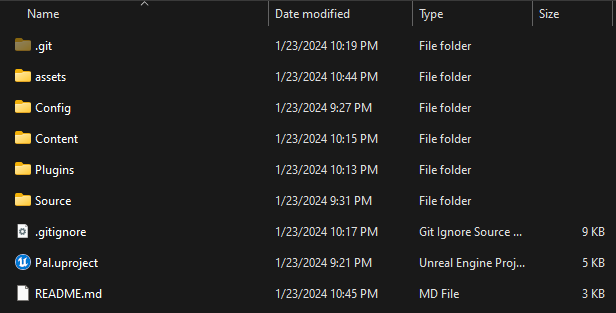 Name Date modified Type Size
.git 1/23/2024 10:19 PM File folder
assets 1/23/2024 10:44 PM File folder
Config 1/23/2024 9:27 PM File folder
Content 1/23/2024 10:15 PM File folder
Plugins 1/23/2024 10:13 PM File folder
Source 1/23/2024 9:31 PM File folder
.gitignore 1/23/2024 10:17 PM Git Ignore Source ... 9 KB
Pal.uproject 1/23/2024 9:21 PM Unreal Engine Proj... 5 KB
README.md 1/23/2024 10:45 PM MD File 3 KB